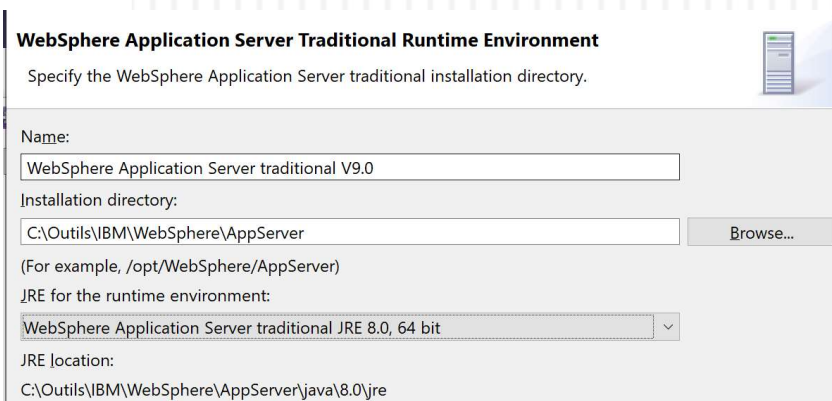 WebSphere Application Server Traditional Runtime Environment
Specify the WebSphere Application Server traditional installation directory.
Name:
WebSphere Application Server traditional V9.0
Installation directory:
C:\Outils\IBM\WebSphere\AppServer
Browse...
(For example, /opt/WebSphere/AppServer)
JRE for the runtime environment:
WebSphere Application Server traditional JRE 8.0, 64 bit
JRE location:
C:\Outils\IBM\WebSphere\AppServer\java\8.0\jre